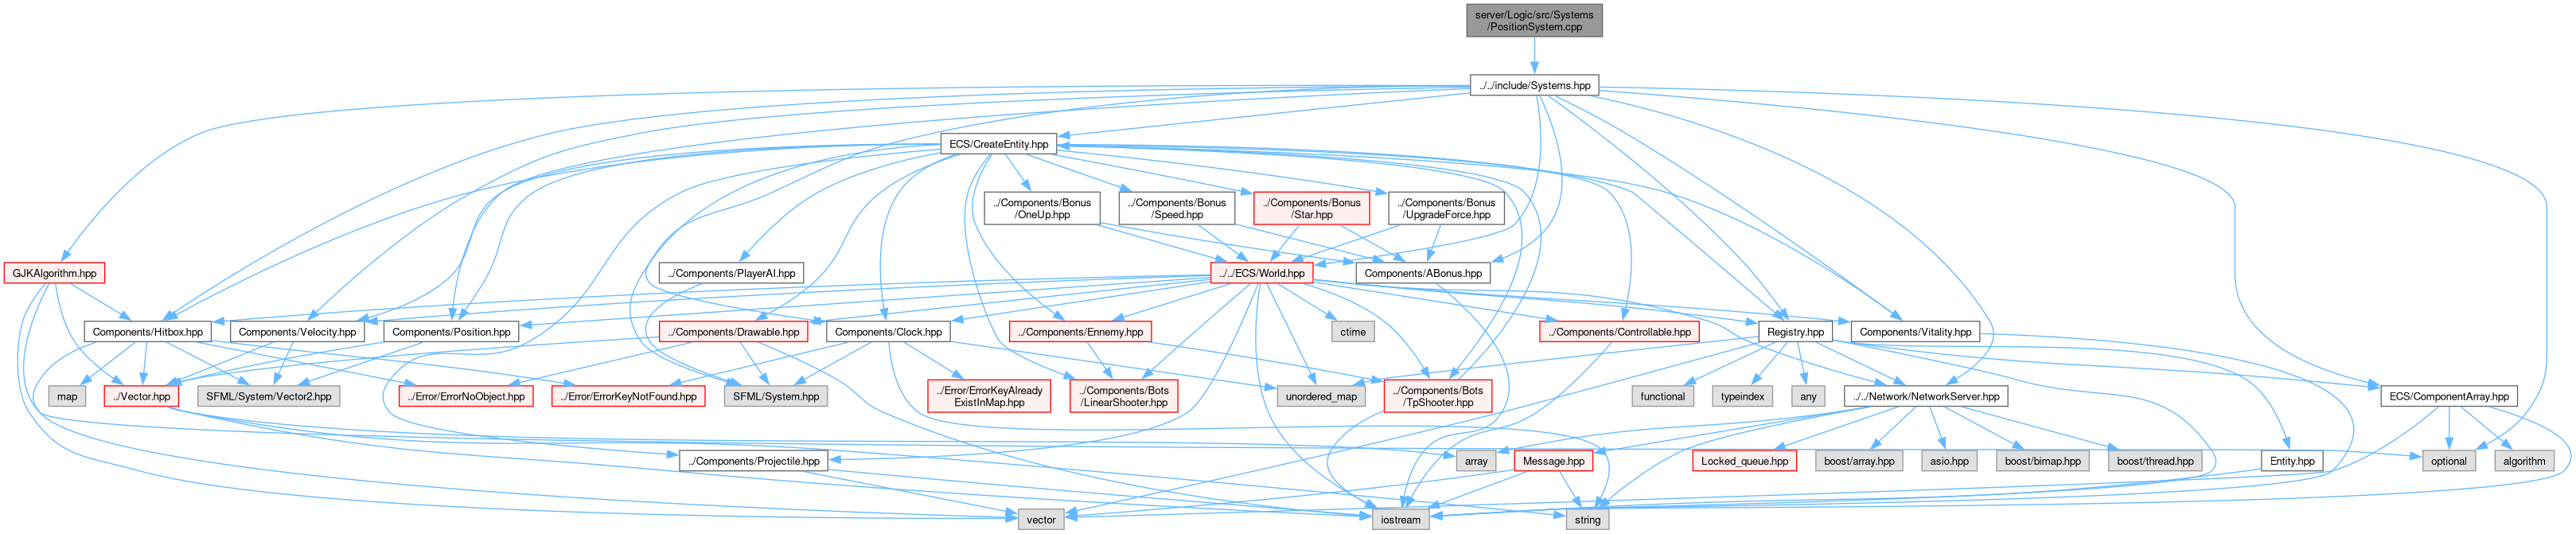 server/Logic/src/Systems
/PositionSystem.cpp
../../include/Systems.hpp
ECS/CreateEntity.hpp
../Components/Bonus
/OneUp.hpp
../Components/Bonus
/Speed.hpp
../Components/Bonus
/Star.hpp
../Components/Bonus
/UpgradeForce.hpp
GJKAlgorithm.hpp
../Components/PlayerAI.hpp
../../ECS/World.hpp
Components/ABonus.hpp
Components/Hitbox.hpp
Components/Velocity.hpp
Components/Position.hpp
../Components/Drawable.hpp
Components/Clock.hpp
../Components/Ennemy.hpp
ctime
../Components/Controllable.hpp
Registry.hpp
Components/Vitality.hpp
map
../Vector.hpp
SFML/System/Vector2.hpp
../Error/ErrorNoObject.hpp
../Error/ErrorKeyNotFound.hpp
SFML/System.hpp
../Error/ErrorKeyAlready
ExistInMap.hpp
../Components/Bots
/LinearShooter.hpp
unordered_map
../Components/Bots
/TpShooter.hpp
functional
typeindex
any
../../Network/NetworkServer.hpp
ECS/ComponentArray.hpp
../Components/Projectile.hpp
array
Message.hpp
Locked_queue.hpp
boost/array.hpp
asio.hpp
boost/bimap.hpp
boost/thread.hpp
Entity.hpp
optional
algorithm
vector
iostream
string